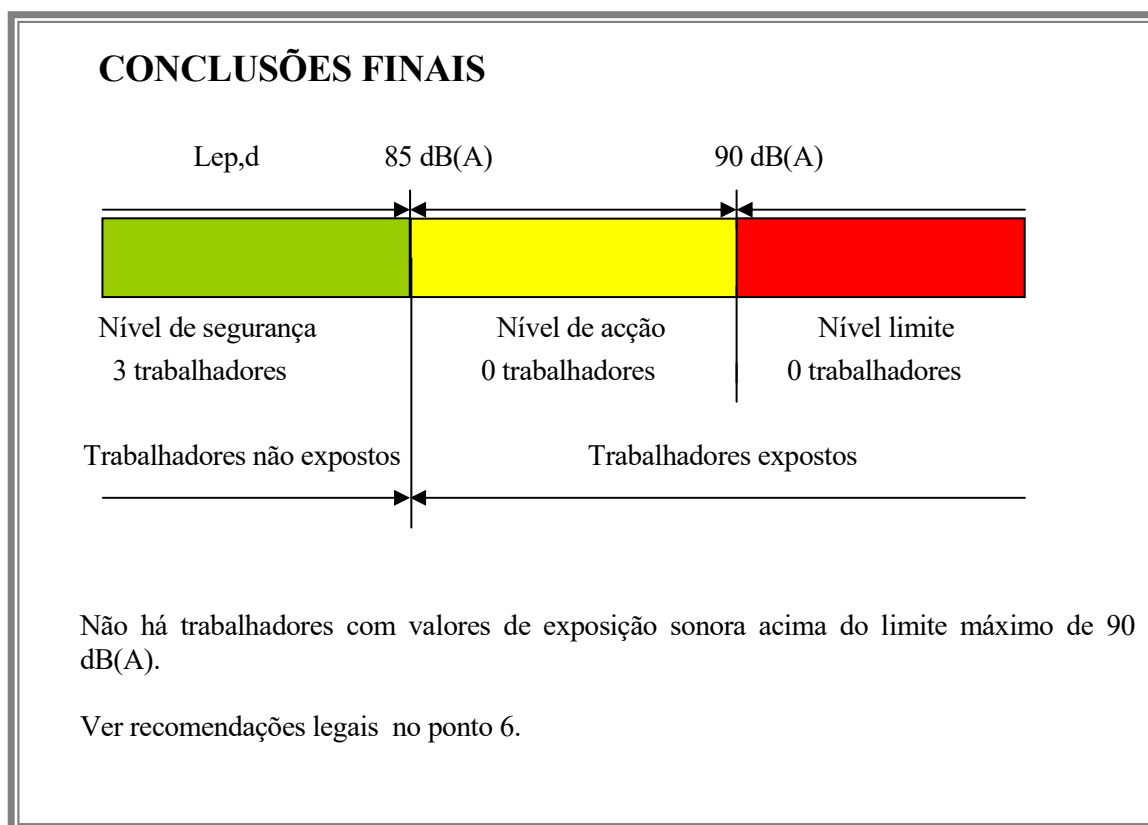 CONCLUSÕES FINAIS
Lep,d 85 dB(A) 90 dB(A)
Nível de segurança Nível de acção Nível limite
3 trabalhadores 0 trabalhadores 0 trabalhadores
Trabalhadores não expostos Trabalhadores expostos
Não há trabalhadores com valores de exposição sonora acima do limite máximo de 90
dB(A).
Ver recomendações legais no ponto 6.